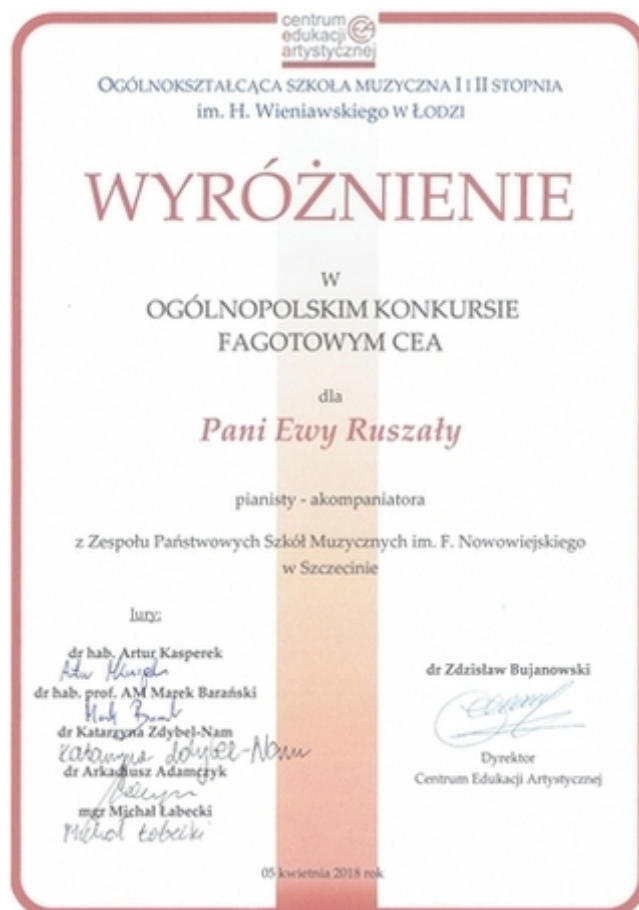 centrum
edukacji
artystycznej
OGÓLNOKSZTAŁCĄCA SZKOŁA MUZYCZNA I I II STOPNIA
im. H. Wieniawskiego W ŁODZI
WYRÓŻNIENIE
W
OGÓLNOPOLSKIM KONKURSIE
FAGOTOWYM CEA
dla
Pani Ewy Ruszały
pianisty - akompaniatora
z Zespołu Państwowych Szkół Muzycznych im. F. Nowowiejskiego
w Szczecinie
Jury:
dr hab. Artur Kasperek
dr hab. prof. AM Marek Barański
dr Katarzyna Zdybel-Nam
Katarzyna Zdybel-Nam
dr Arkadiusz Adamczyk
mgr Michał Łabecki
Michał Łabecki
dr Zdzisław Bujanowski
Dyrektor
Centrum Edukacji Artystycznej
05 kwietnia 2018 rok